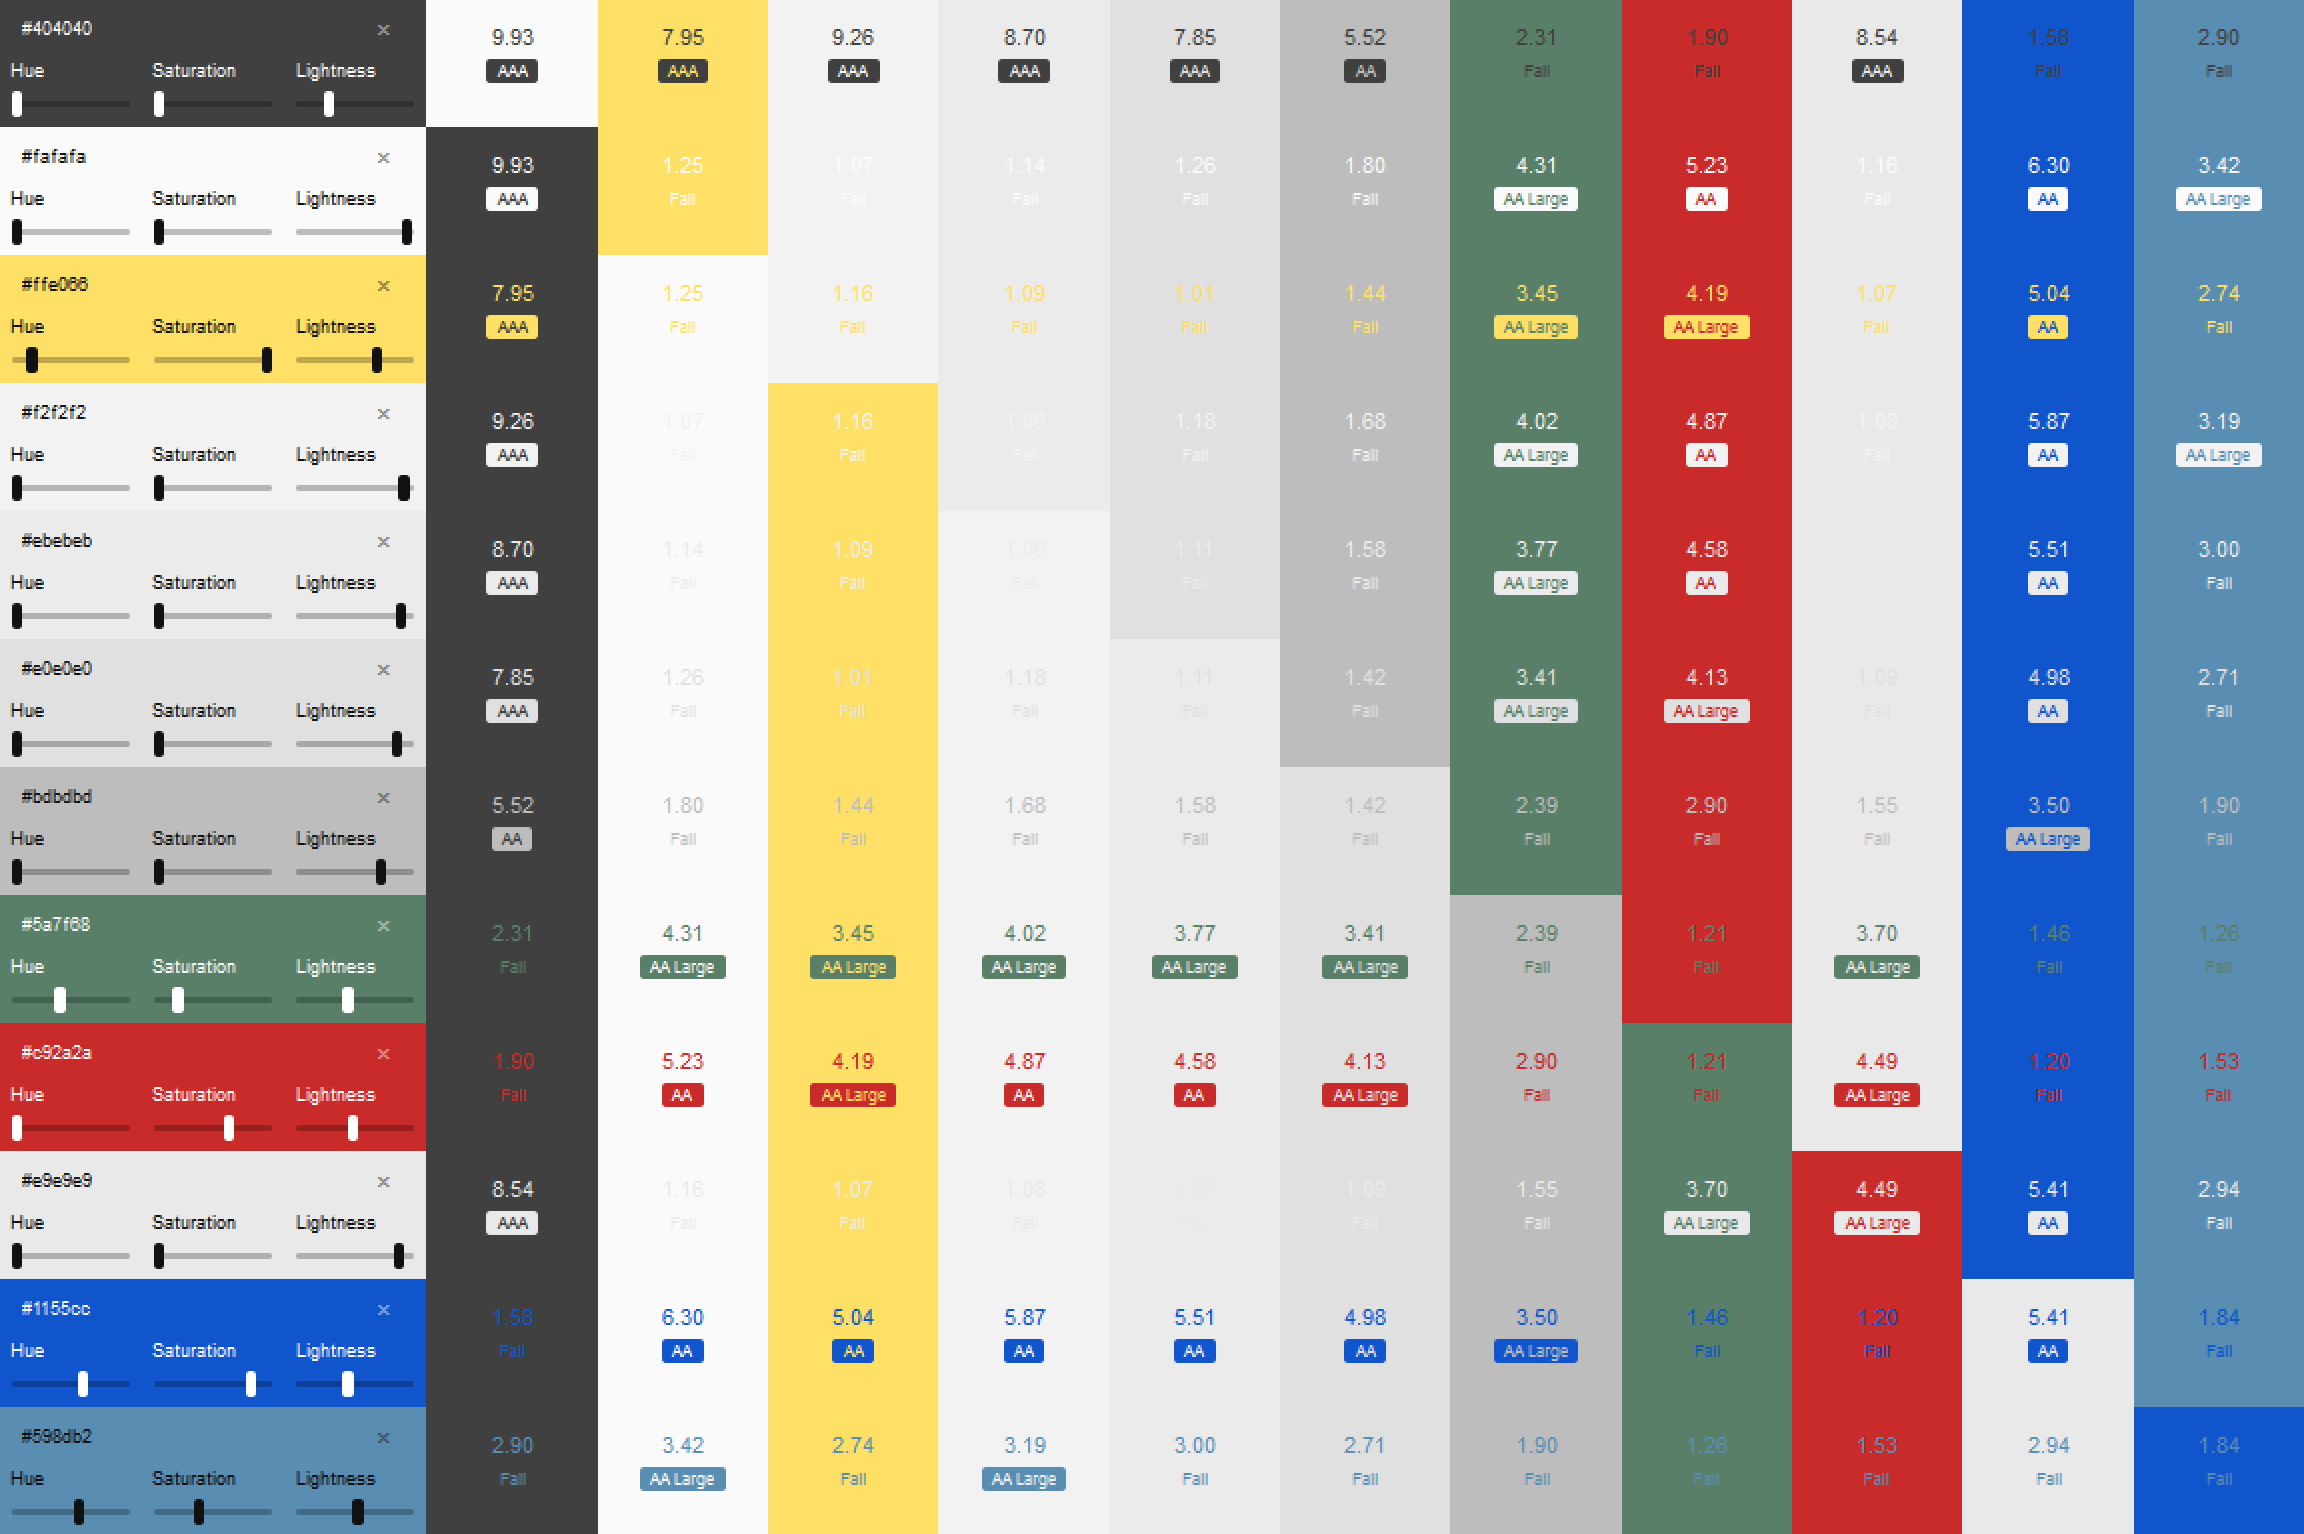 #404040 × 9.93 7.95 9.26 8.70 7.85 5.52 2.31 1.90 8.54 1.58 2.90
Hue Saturation Lightness AAA AAA AAA AAA AAA AA Fail Fail AAA Fail Fail
#fafafa × 9.93 1.25 1.07 1.14 1.26 1.80 4.31 5.23 1.16 6.30 3.42
Hue Saturation Lightness AAA Fail Fail Fail Fail Fail AA Large AA Fail AA AA Large
#ffe066 × 7.95 1.25 1.16 1.09 1.01 1.44 3.45 4.19 1.07 5.04 2.74
Hue Saturation Lightness AAA Fail Fail Fail Fail Fail AA Large AA Large Fail AA Fail
#f2f2f2 × 9.26 1.07 1.16 1.06 1.18 1.68 4.02 4.87 1.08 5.87 3.19
Hue Saturation Lightness AAA Fail Fail Fail Fail Fail AA Large AA Fail AA AA Large
#ebebeb × 8.70 1.14 1.09 1.06 1.11 1.58 3.77 4.58 5.51 3.00
Hue Saturation Lightness AAA Fail Fail Fail Fail Fail AA Large AA AA Fail
#e0e0e0 × 7.85 1.26 1.01 1.18 1.11 1.42 3.41 4.13 1.09 4.98 2.71
Hue Saturation Lightness AAA Fail Fail Fail Fail Fail AA Large AA Large Fail AA Fail
#bdbdbd × 5.52 1.80 1.44 1.68 1.58 1.42 2.39 2.90 1.55 3.50 1.90
Hue Saturation Lightness AA Fail Fail Fail Fail Fail Fail Fail Fail AA Large Fail
#5a7f68 × 2.31 4.31 3.45 4.02 3.77 3.41 2.39 1.21 3.70 1.46 1.26
Hue Saturation Lightness Fail AA Large AA Large AA Large AA Large AA Large Fail Fail AA Large Fail Fail
#c92a2a × 1.90 5.23 4.19 4.87 4.58 4.13 2.90 1.21 4.49 1.20 1.53
Hue Saturation Lightness Fail AA AA Large AA AA AA Large Fail Fail AA Large Fail Fail
#e9e9e9 × 8.54 1.16 1.07 1.08 1.09 1.55 3.70 4.49 5.41 2.94
Hue Saturation Lightness AAA Fail Fail Fail Fail Fail AA Large AA Large AA Fail
#1155cc × 1.58 6.30 5.04 5.87 5.51 4.98 3.50 1.46 1.20 5.41 1.84
Hue Saturation Lightness Fail AA AA AA AA AA AA Large Fail Fail AA Fail
#598db2 × 2.90 3.42 2.74 3.19 3.00 2.71 1.90 1.26 1.53 2.94 1.84
Hue Saturation Lightness Fail AA Large Fail AA Large Fail Fail Fail Fail Fail Fail Fail